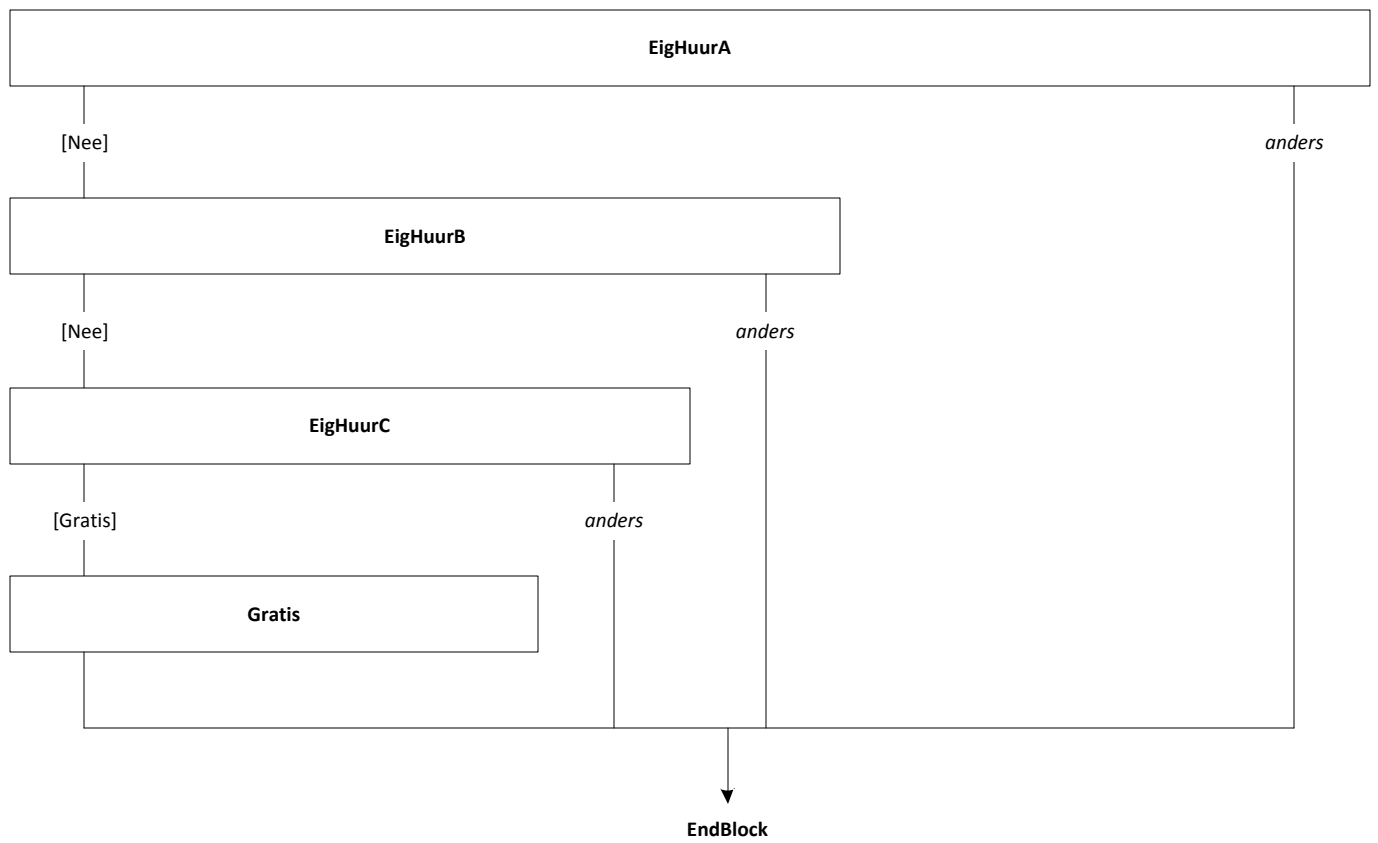 EigHuurA
[Nee]
anders
EigHuurB
[Nee]
anders
EigHuurC
[Gratis]
anders
Gratis
EndBlock